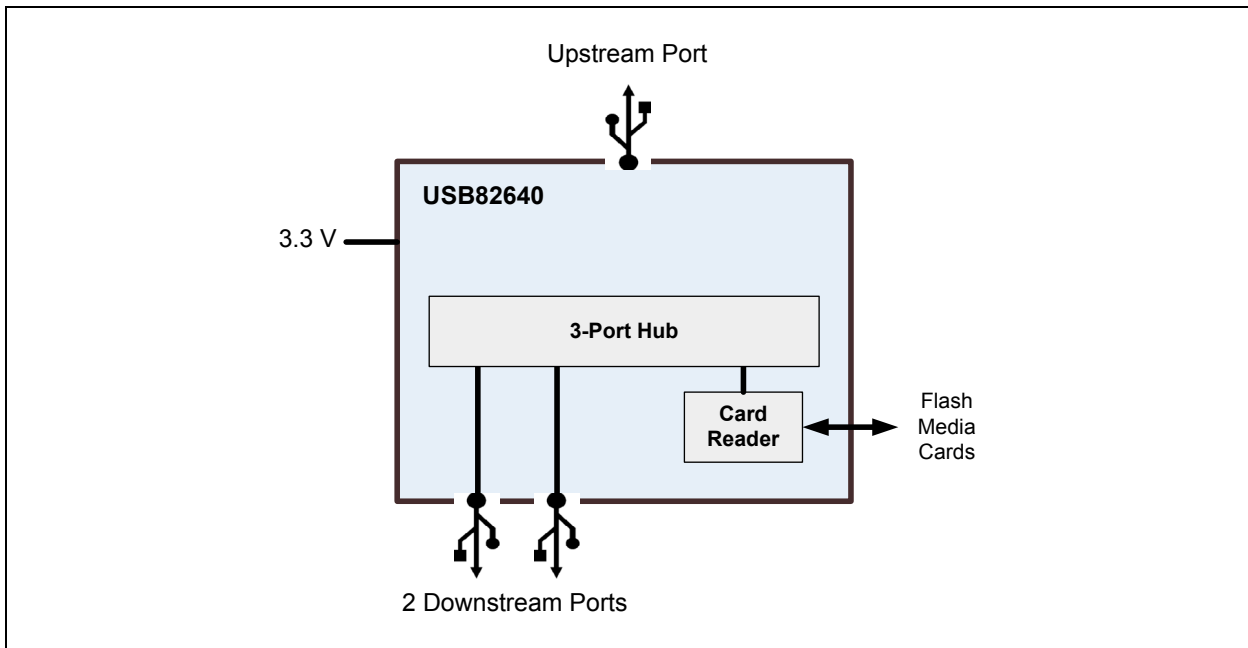 Upstream Port
USB82640
3.3 V
3-Port Hub
Card
Reader
Flash
Media
Cards
2 Downstream Ports